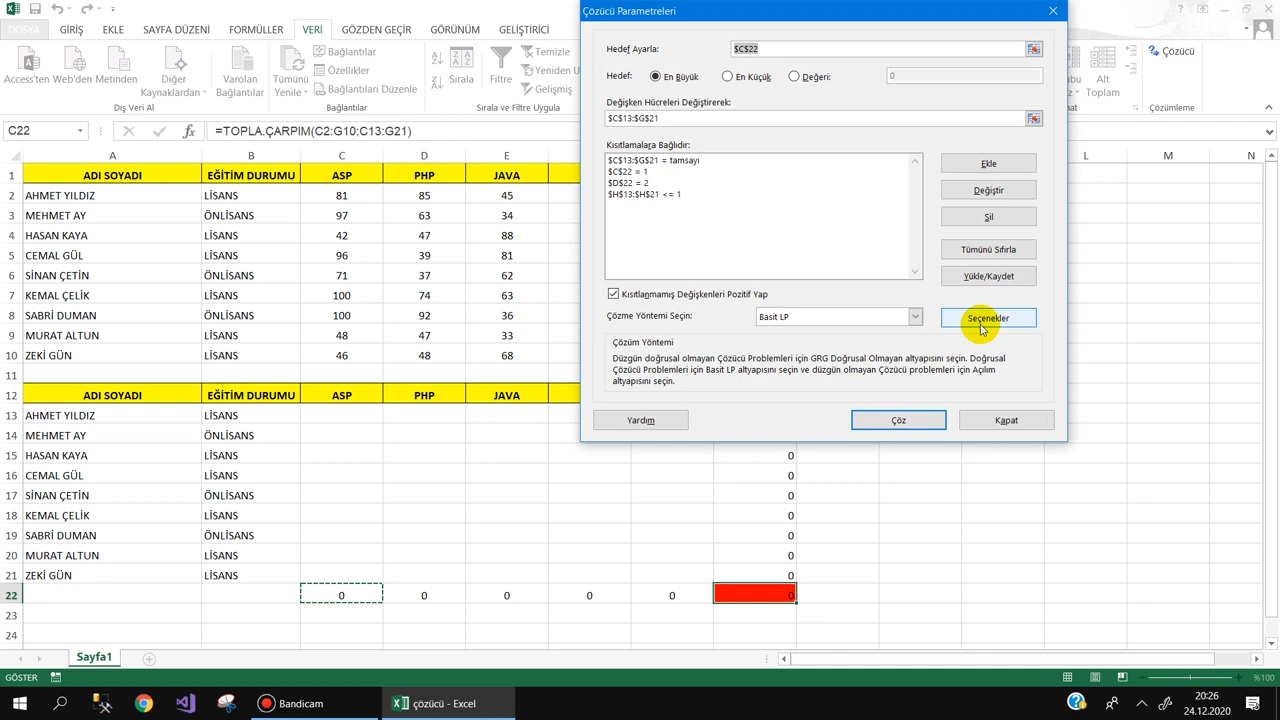 Çözücü Parametreleri
DOSYA GİRİŞ EKLE SAYFA DÜZENİ FORMÜLLER VERİ GÖZDEN GEÇİR GÖRÜNÜM GELİŞTİRİCİ
Access'ten Web'den Metinden Diğer Kaynaklardan
Dış Veri Al
Varolan Bağlantılar
Tümünü Yenile
Bağlantılar
Özellikler
Bağlantıları Düzenle
Bağlantılar
Sırala
Filtre
Temizle
Yeniden U
Gelişmiş
Sırala ve Filtre Uygula
Alt Toplam
Çözücü
Çözümleme
C22
fx
=TOPLA.ÇARPIM(C2:G10;C13:G21)
Hedef Ayarla: $C$22
Hedef: En Büyük En Küçük Değeri: 0
Değişken Hücreleri Değiştirerek:
$C$13:$G$21
Kısıtlamalara Bağlıdır:
$C$13:$G$21 = tamsayı
$C$22 = 1
$D$22 = 2
$H$13:$H$21 <= 1
Ekle
Değiştir
Sil
Tümünü Sıfırla
Yükle/Kaydet
Kısıtlanmamış Değişkenleri Pozitif Yap
Çözme Yöntemi Seçin: Basit LP Seçenekler
Çözüm Yöntemi
Düzgün doğrusal olmayan Çözücü Problemleri için GRG Doğrusal Olmayan altyapısını seçin. Doğrusal
Çözücü Problemleri için Basit LP altyapısını seçin ve düzgün olmayan Çözücü problemleri için Açılım
altyapısını seçin.
Yardım Çöz Kapat
A B C D E L M N
1 ADI SOYADI EĞİTİM DURUMU ASP PHP JAVA
2 AHMET YILDIZ LİSANS 81 85 45
3 MEHMET AY ÖNLİSANS 97 63 34
4 HASAN KAYA LİSANS 42 47 88
5 CEMAL GÜL LİSANS 96 39 81
6 SİNAN ÇETİN ÖNLİSANS 71 37 62
7 KEMAL ÇELİK LİSANS 100 74 63
8 SABRİ DUMAN ÖNLİSANS 100 92 36
9 MURAT ALTUN LİSANS 48 47 33
10 ZEKİ GÜN LİSANS 46 48 68
11
12 ADI SOYADI EĞİTİM DURUMU ASP PHP JAVA
13 AHMET YILDIZ LİSANS
14 MEHMET AY ÖNLİSANS
15 HASAN KAYA LİSANS 0
16 CEMAL GÜL LİSANS 0
17 SİNAN ÇETİN ÖNLİSANS 0
18 KEMAL ÇELİK LİSANS 0
19 SABRİ DUMAN ÖNLİSANS 0
20 MURAT ALTUN LİSANS 0
21 ZEKİ GÜN LİSANS 0
22 0 0 0 0 0 0
23
24
Sayfa1
GÖSTER %100
Bandicam çözücü - Excel
20:26
24.12.2020